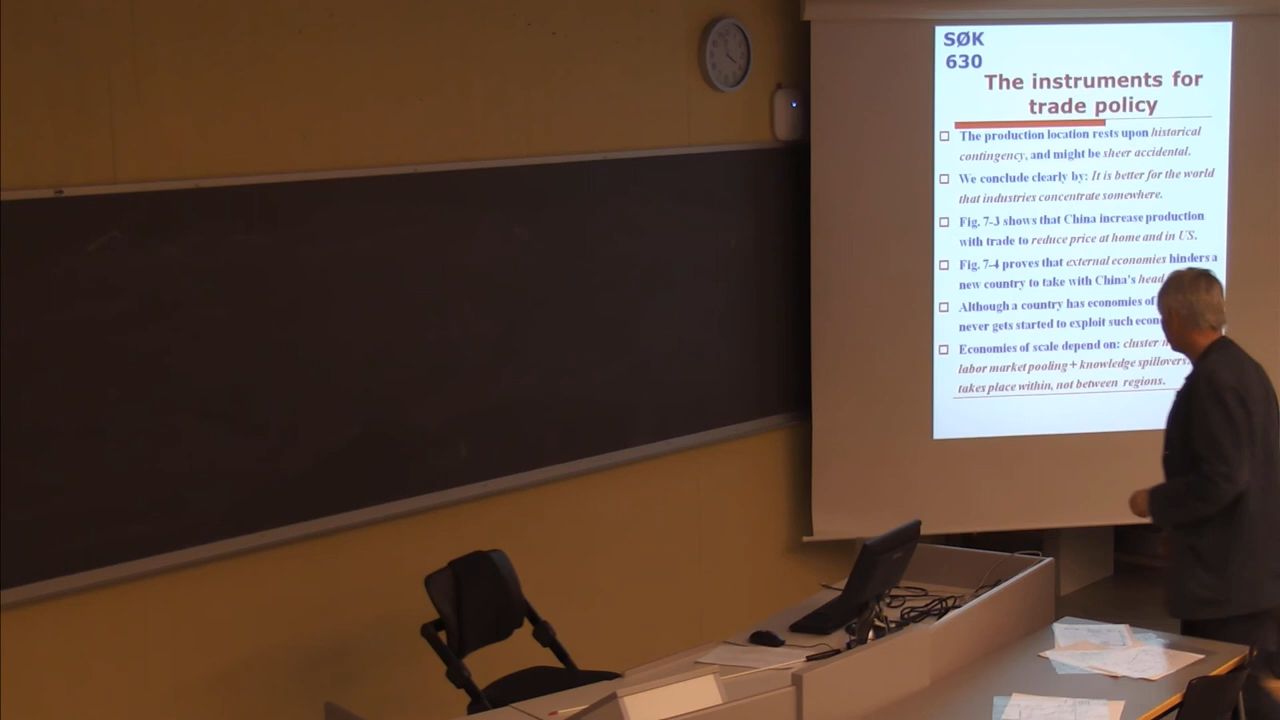 SØK
630
The instruments for
trade policy
The production location rests upon historical
contingency, and might be sheer accidental.
We conclude clearly by: It is better for the world
that industries concentrate somewhere.
Fig. 7-3 shows that China increase production
with trade to reduce price at home and in US.
Fig. 7-4 proves that external economies hinders a
new country to take with China's head
Although a country has economies of
never gets started to exploit such
Economies of scale depend on: cluster
labor market pooling + knowledge spillovers.
takes place within, not between regions.